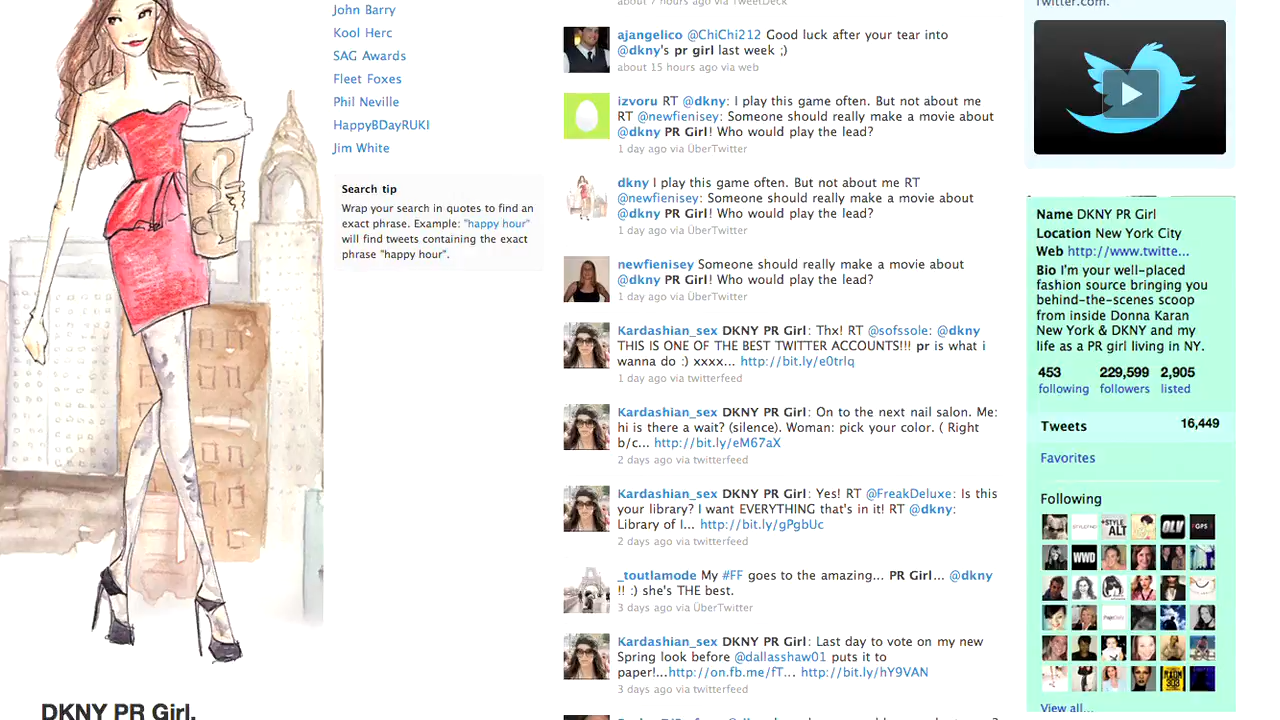 DKNY PR Girl.
John Barry
Kool Herc
SAG Awards
Fleet Foxes
Phil Neville
HappyBDayRUKI
Jim White
Search tip
Wrap your search in quotes to find an
exact phrase. Example: "happy hour"
will find tweets containing the exact
phrase "happy hour".
about 7 hours ago via TweetDeck
ajangelico @ChiChi212 Good luck after your tear into
@dkny's pr girl last week ;)
about 15 hours ago via web
izvoru RT @dkny: I play this game often. But not about me
RT @newfienisey: Someone should really make a movie about
@dkny PR Girl! Who would play the lead?
1 day ago via ÜberTwitter
dkny I play this game often. But not about me RT
@newfienisey: Someone should really make a movie about
@dkny PR Girl! Who would play the lead?
1 day ago via ÜberTwitter
newfienisey Someone should really make a movie about
@dkny PR Girl! Who would play the lead?
1 day ago via ÜberTwitter
Kardashian_sex DKNY PR Girl: Thx! RT @sofssole: @dkny
THIS IS ONE OF THE BEST TWITTER ACCOUNTS!!! pr is what i
wanna do :) xxxx... http://bit.ly/e0trIq
1 day ago via twitterfeed
Kardashian_sex DKNY PR Girl: On to the next nail salon. Me:
hi is there a wait? (silence). Woman: pick your color. ( Right
b/c... http://bit.ly/eM67aX
2 days ago via twitterfeed
Kardashian_sex DKNY PR Girl: Yes! RT @FreakDeluxe: Is this
your library? I want EVERYTHING that's in it! RT @dkny:
Library of I... http://bit.ly/gPgbUc
2 days ago via twitterfeed
_toutlamode My #FF goes to the amazing... PR Girl... @dkny
!! :) she's THE best.
3 days ago via ÜberTwitter
Kardashian_sex DKNY PR Girl: Last day to vote on my new
Spring look before @dallasshaw01 puts it to
paper!...http://on.fb.me/fT... http://bit.ly/hY9VAN
3 days ago via twitterfeed
Twitter.com.
Name DKNY PR Girl
Location New York City
Web http://www.twitte...
Bio I'm your well-placed
fashion source bringing you
behind-the-scenes scoop
from inside Donna Karan
New York & DKNY and my
life as a PR girl living in NY.
453 229,599 2,905
following followers listed
Tweets 16,449
Favorites
Following
STYLE
ALT
OLV
GPS
WWD
View all...